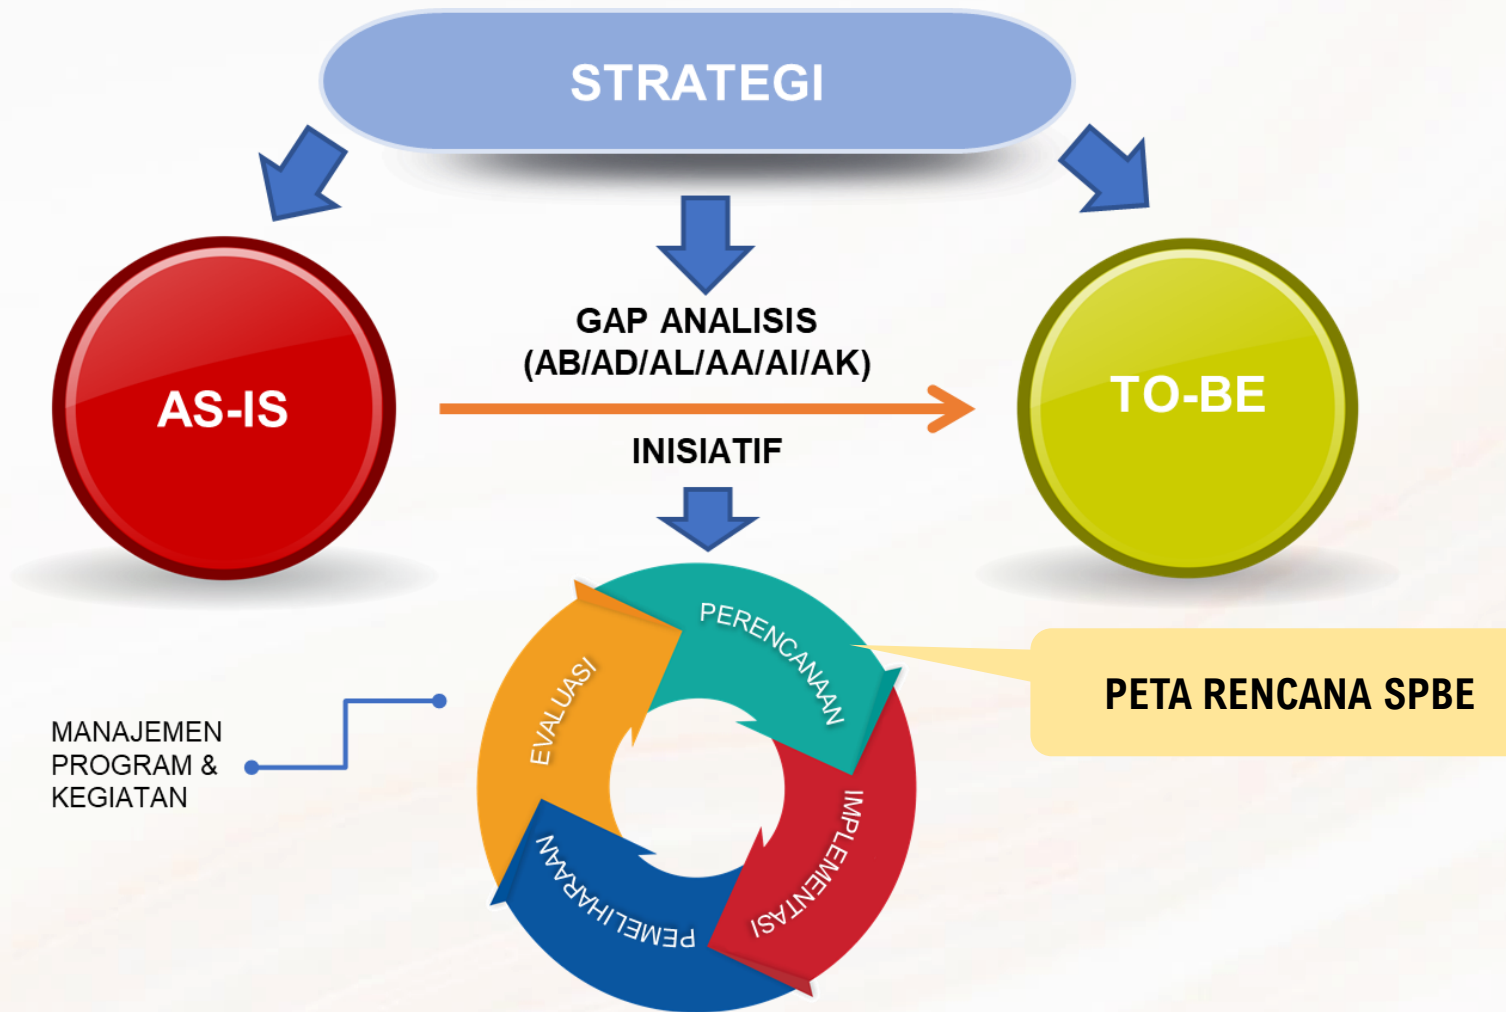 STRATEGI
GAP ANALISIS
(AB/AD/AL/AA/AI/AK)
AS-IS
TO-BE
INISIATIF
PERENCANAAN
EVALUASI
PETA RENCANA SPBE
MANAJEMEN
PROGRAM &
KEGIATAN
IMPLEMENTASI
PEMELIHARAAN